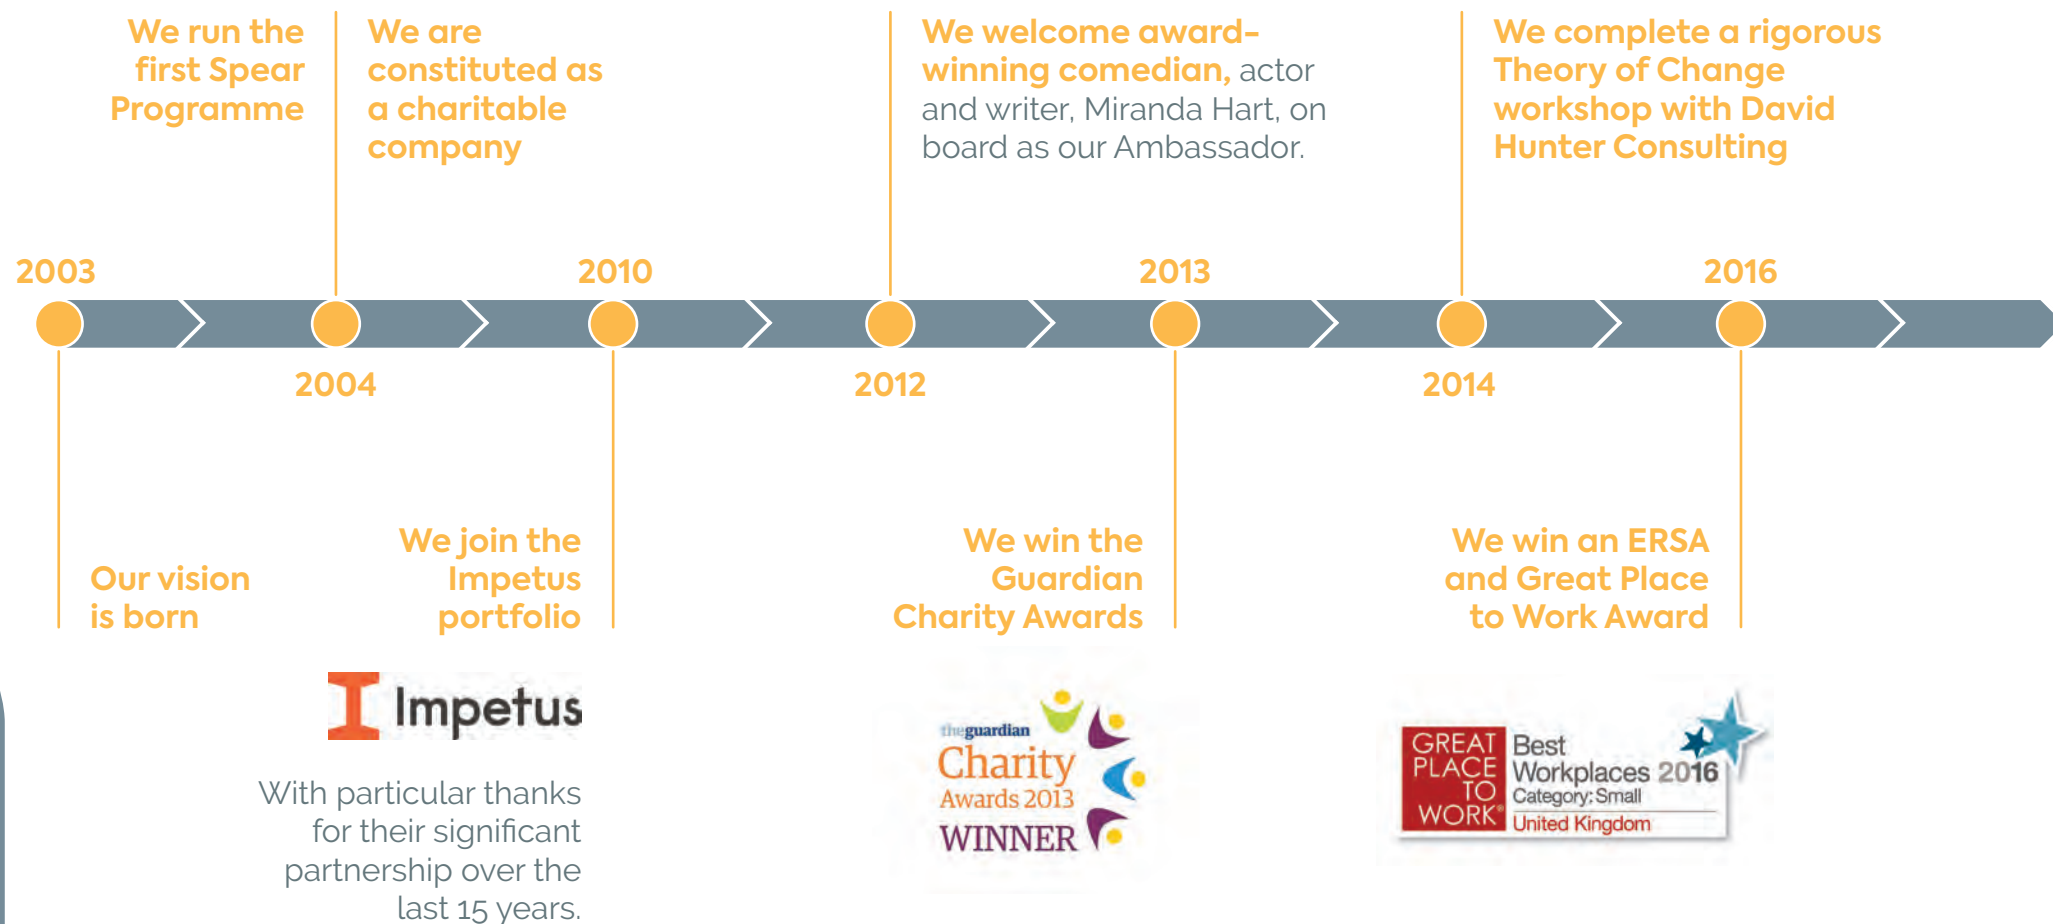 We run the
first Spear
Programme
We are
constituted as
a charitable
company
We welcome award-
winning comedian, actor
and writer, Miranda Hart, on
board as our Ambassador.
We complete a rigorous
Theory of Change
workshop with David
Hunter Consulting
2003
2010
2013
2016
2004
2012
2014
Our vision
is born
We join the
Impetus
portfolio
Impetus
With particular thanks
for their significant
partnership over the
last 15 years.
We win the
Guardian
Charity Awards
theguardian
Charity
Awards 2013
WINNER
We win an ERSA
and Great Place
to Work Award
GREAT
PLACE
TO
WORK®
Best
Workplaces 2016
Category: Small
United Kingdom